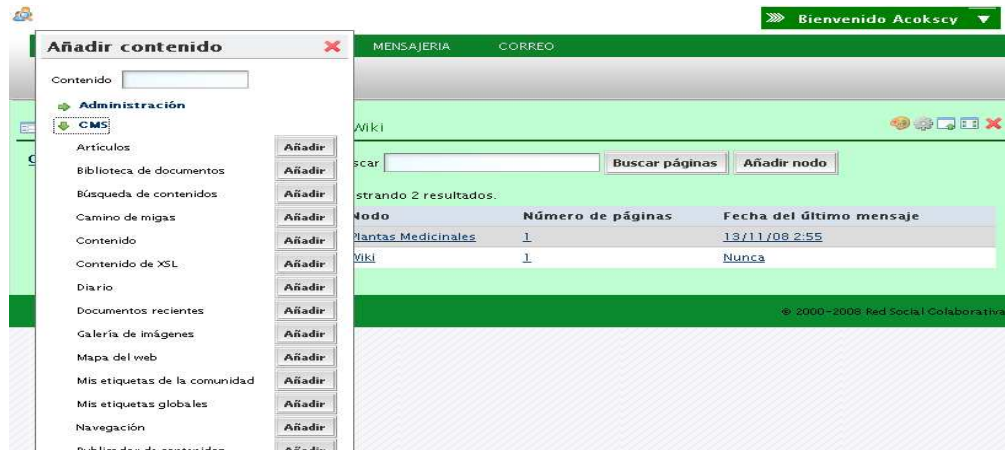 Bienvenido Acokscy
MENSAJERIA CORREO
Añadir contenido
Contenido
Administración
CMS
Artículos Añadir
Biblioteca de documentos Añadir
Búsqueda de contenidos Añadir
Camino de migas Añadir
Contenido Añadir
Contenido de XSL Añadir
Diario Añadir
Documentos recientes Añadir
Galería de imágenes Añadir
Mapa del web Añadir
Mis etiquetas de la comunidad Añadir
Mis etiquetas globales Añadir
Navegación Añadir
Wiki
scar Buscar páginas Añadir nodo
strando 2 resultados.
Nodo Número de páginas Fecha del último mensaje
Plantas Medicinales 1 13/11/08 2:55
Wiki 1 Nunca
© 2000-2008 Red Social Colaborativa